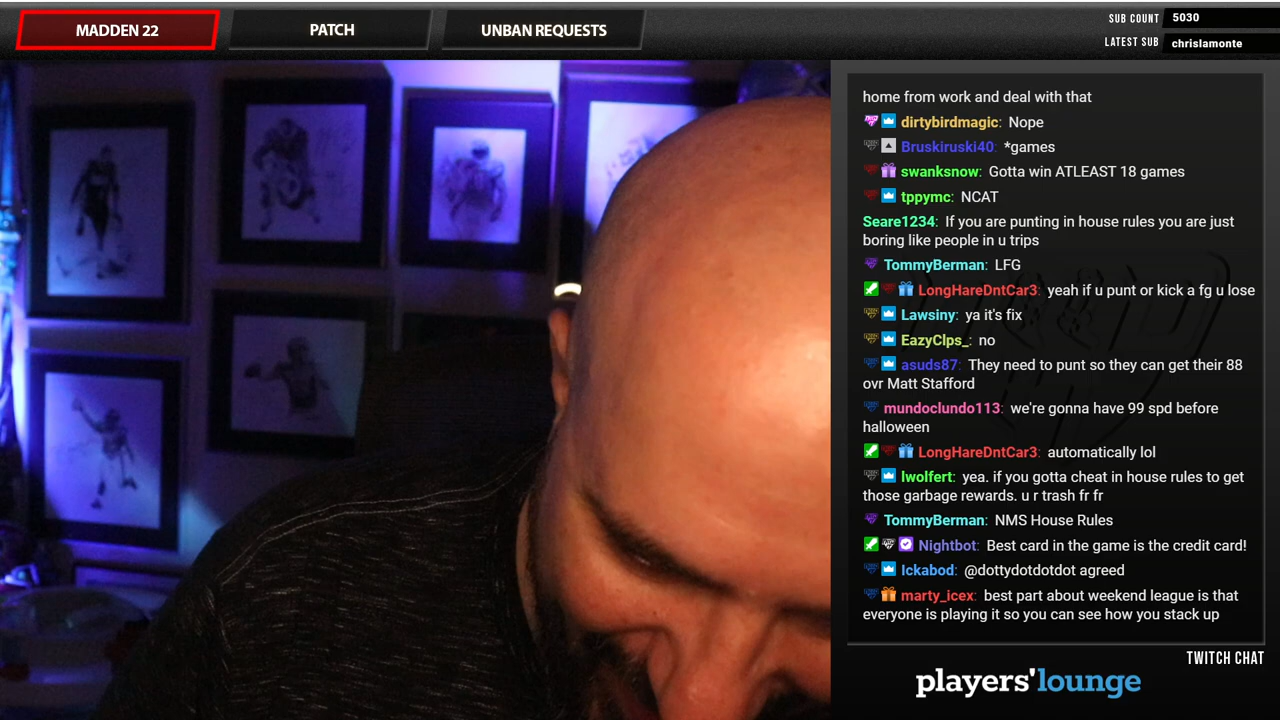 MADDEN 22
PATCH
UNBAN REQUESTS
SUB COUNT 5030
LATEST SUB chrislamonte
home from work and deal with that
dirtybirdmagic: Nope
Bruskiruski40: *games
swanksnow: Gotta win ATLEAST 18 games
tppymc: NCAT
Seare1234: If you are punting in house rules you are just
boring like people in u trips
TommyBerman: LFG
LongHareDntCar3: yeah if u punt or kick a fg u lose
Lawsiny: ya it's fix
EazyClps_: no
asuds87: They need to punt so they can get their 88
ovr Matt Stafford
mundoclundo113: we're gonna have 99 spd before
halloween
LongHareDntCar3: automatically lol
lwolfert: yea. if you gotta cheat in house rules to get
those garbage rewards. u r trash fr fr
TommyBerman: NMS House Rules
Nightbot: Best card in the game is the credit card!
Ickabod: @dottydotdotdot agreed
marty_icex: best part about weekend league is that
everyone is playing it so you can see how you stack up
TWITCH CHAT
players'lounge